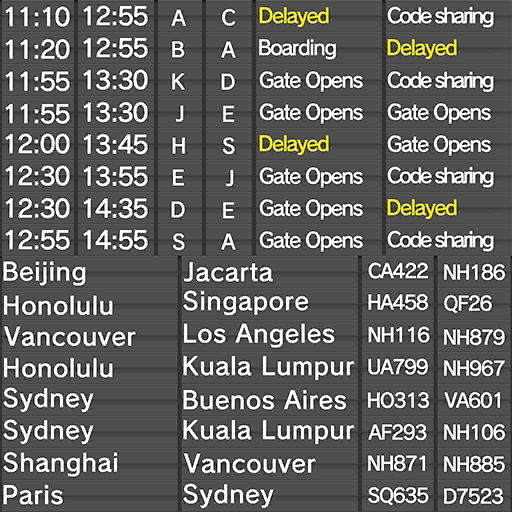 11:10 12:55 A C Delayed Code sharing
11:20 12:55 B A Boarding Delayed
11:55 13:30 K D Gate Opens Code sharing
11:55 13:30 J E Gate Opens Gate Opens
12:00 13:45 H S Delayed Gate Opens
12:30 13:55 E J Gate Opens Code sharing
12:30 14:35 D E Gate Opens Delayed
12:55 14:55 S A Gate Opens Code sharing
Beijing Jacarta CA422 NH186
Honolulu Singapore HA458 QF26
Vancouver Los Angeles NH116 NH879
Honolulu Kuala Lumpur UA799 NH967
Sydney Buenos Aires HO313 VA601
Sydney Kuala Lumpur AF293 NH106
Shanghai Vancouver NH871 NH885
Paris Sydney SQ635 D7523